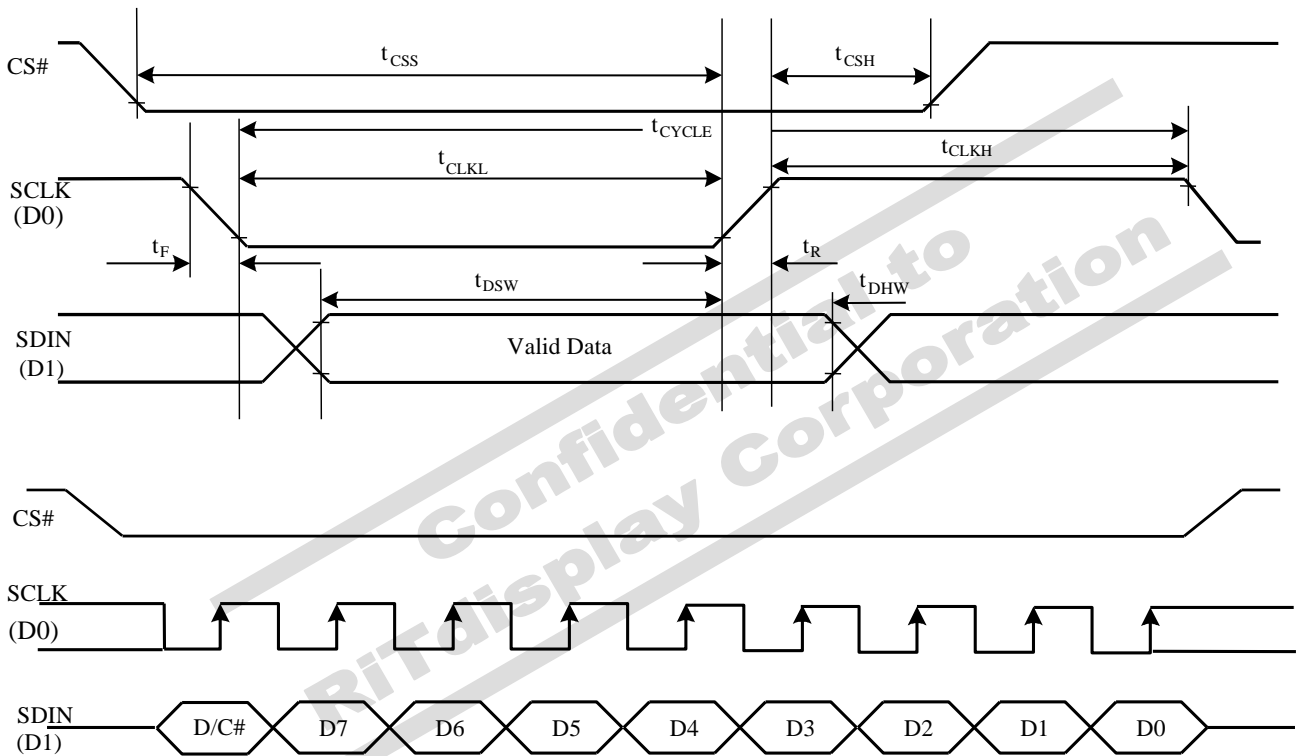 t_CSS
t_CSH
CS#
t_CYCLE
t_CLKL
t_CLKH
SCLK
(D0)
t_F
t_R
t_DSW
t_DHW
SDIN
(D1)
Valid Data
Confidential to
RiTdisplay Corporation
CS#
SCLK
(D0)
SDIN
(D1)
D/C# D7 D6 D5 D4 D3 D2 D1 D0